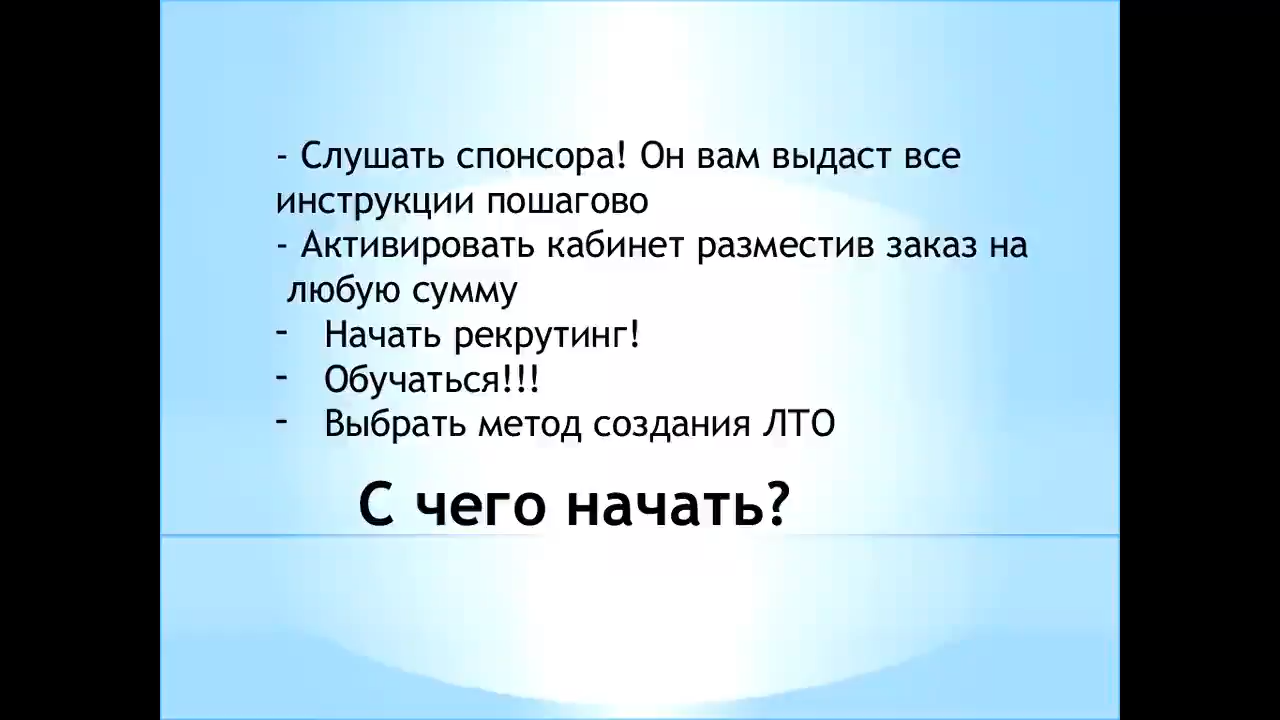 - Слушать спонсора! Он вам выдаст все
инструкции пошагово
- Активировать кабинет разместив заказ на
любую сумму
- Начать рекрутинг!
- Обучаться!!!
- Выбрать метод создания ЛТО
С чего начать?